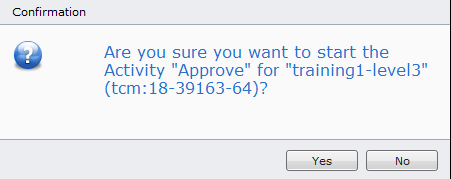 Confirmation
Are you sure you want to start the
Activity "Approve" for "training1-level3"
(tcm:18-39163-64)?
Yes No